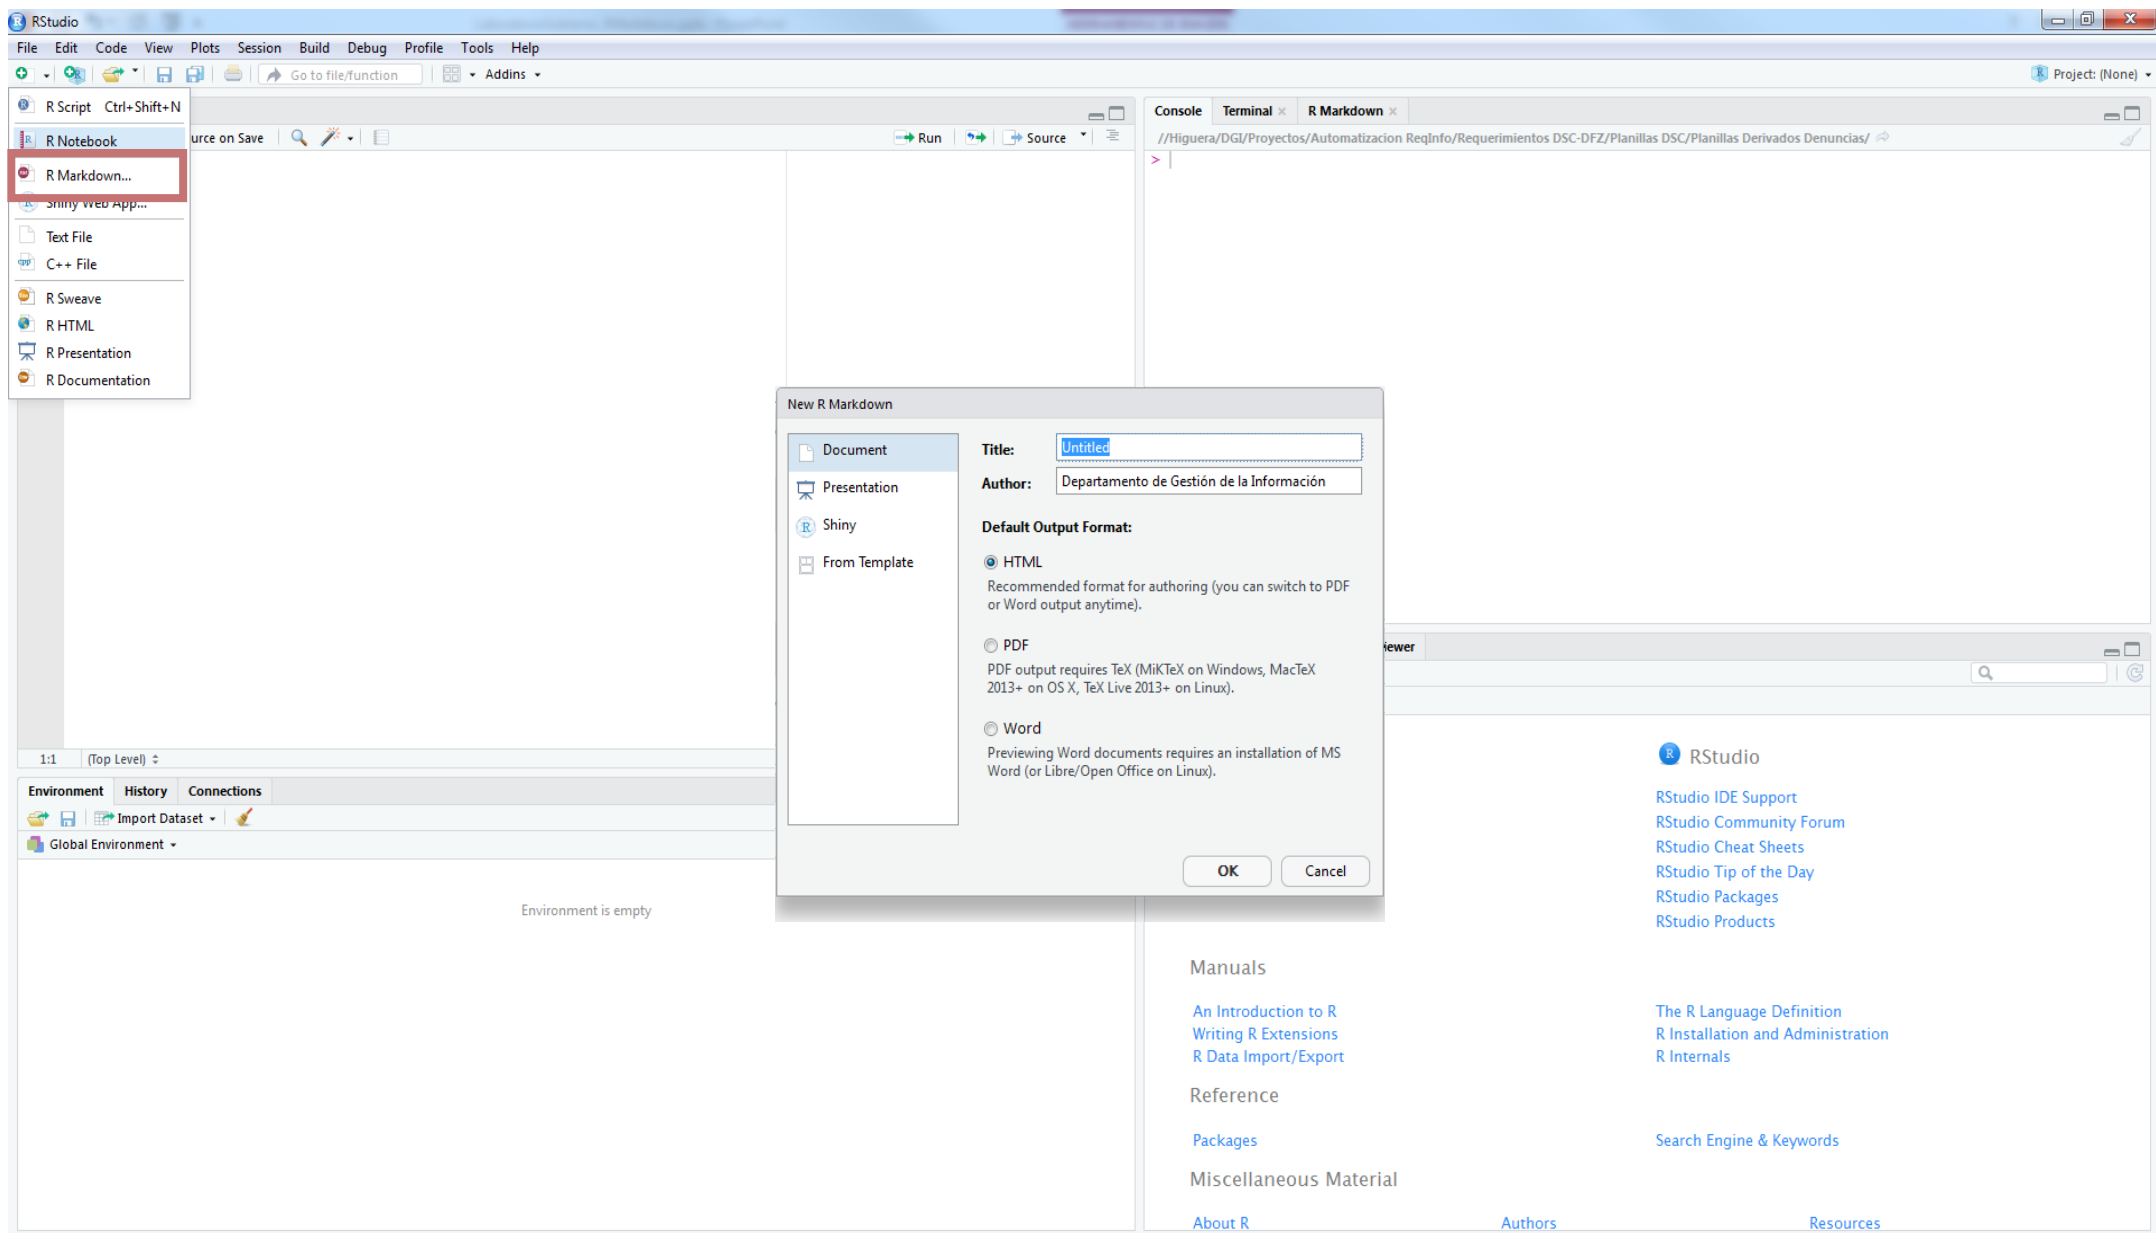 RStudio
File Edit Code View Plots Session Build Debug Profile Tools Help
Go to file/function Addins Project: (None)
R Script Ctrl+Shift+N
R Notebook
R Markdown...
Shiny Web App...
Text File
C++ File
R Sweave
R HTML
R Presentation
R Documentation
urce on Save Run Source
1:1 (Top Level)
Console Terminal R Markdown
//Higuera/DGI/Proyectos/Automatizacion ReqInfo/Requerimientos DSC-DFZ/Planillas DSC/Planillas Derivados Denuncias/
>
New R Markdown
Document
Presentation
Shiny
From Template
Title: Untitled
Author: Departamento de Gestión de la Información
Default Output Format:
HTML
Recommended format for authoring (you can switch to PDF
or Word output anytime).
PDF
PDF output requires TeX (MiKTeX on Windows, MacTeX
2013+ on OS X, TeX Live 2013+ on Linux).
Word
Previewing Word documents requires an installation of MS
Word (or Libre/Open Office on Linux).
OK Cancel
Environment History Connections
Import Dataset
Global Environment
Environment is empty
iewer
RStudio
RStudio IDE Support
RStudio Community Forum
RStudio Cheat Sheets
RStudio Tip of the Day
RStudio Packages
RStudio Products
Manuals
An Introduction to R The R Language Definition
Writing R Extensions R Installation and Administration
R Data Import/Export R Internals
Reference
Packages Search Engine & Keywords
Miscellaneous Material
About R Authors Resources